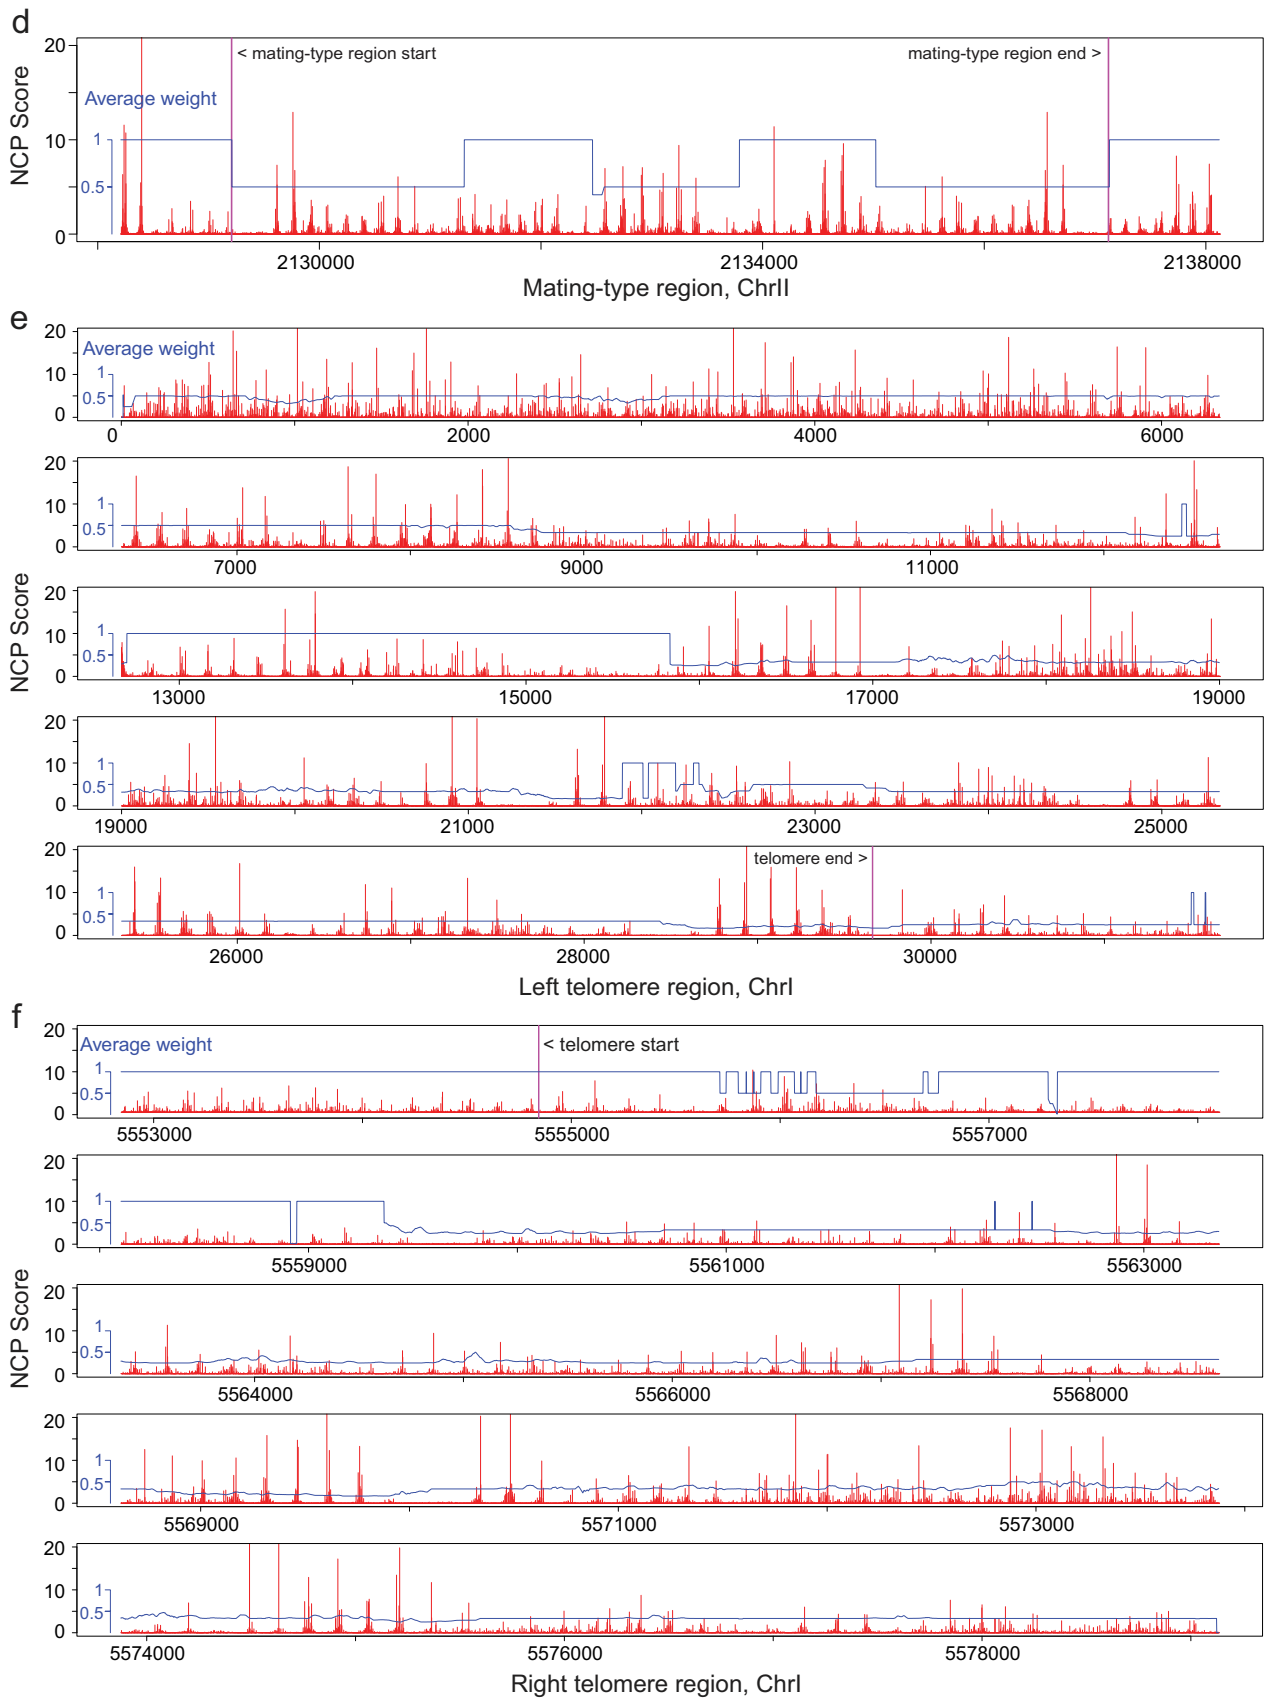 d
20
10
0
NCP Score
Average weight
1
0.5
< mating-type region start
mating-type region end >
2130000 2134000 2138000
Mating-type region, ChrII
e
NCP Score
20
10
0
Average weight
1
0.5
0 2000 4000 6000
20
10
0
1
0.5
7000 9000 11000
20
10
0
1
0.5
13000 15000 17000 19000
20
10
0
1
0.5
19000 21000 23000 25000
20
10
0
1
0.5
telomere end >
26000 28000 30000
Left telomere region, ChrI
f
NCP Score
20
10
0
Average weight
1
0.5
< telomere start
5553000 5555000 5557000
20
10
0
1
0.5
5559000 5561000 5563000
20
10
0
1
0.5
5564000 5566000 5568000
20
10
0
1
0.5
5569000 5571000 5573000
20
10
0
1
0.5
5574000 5576000 5578000
Right telomere region, ChrI